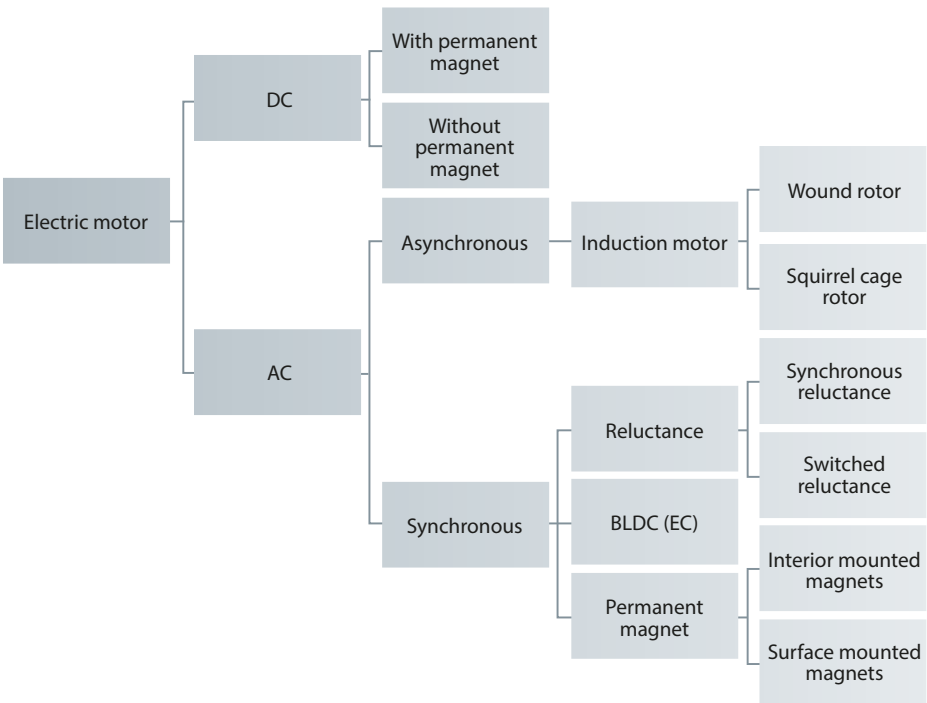 Electric motor
DC
With permanent
magnet
Without
permanent
magnet
AC
Asynchronous
Induction motor
Wound rotor
Squirrel cage
rotor
Synchronous
Reluctance
Synchronous
reluctance
Switched
reluctance
BLDC (EC)
Permanent
magnet
Interior mounted
magnets
Surface mounted
magnets